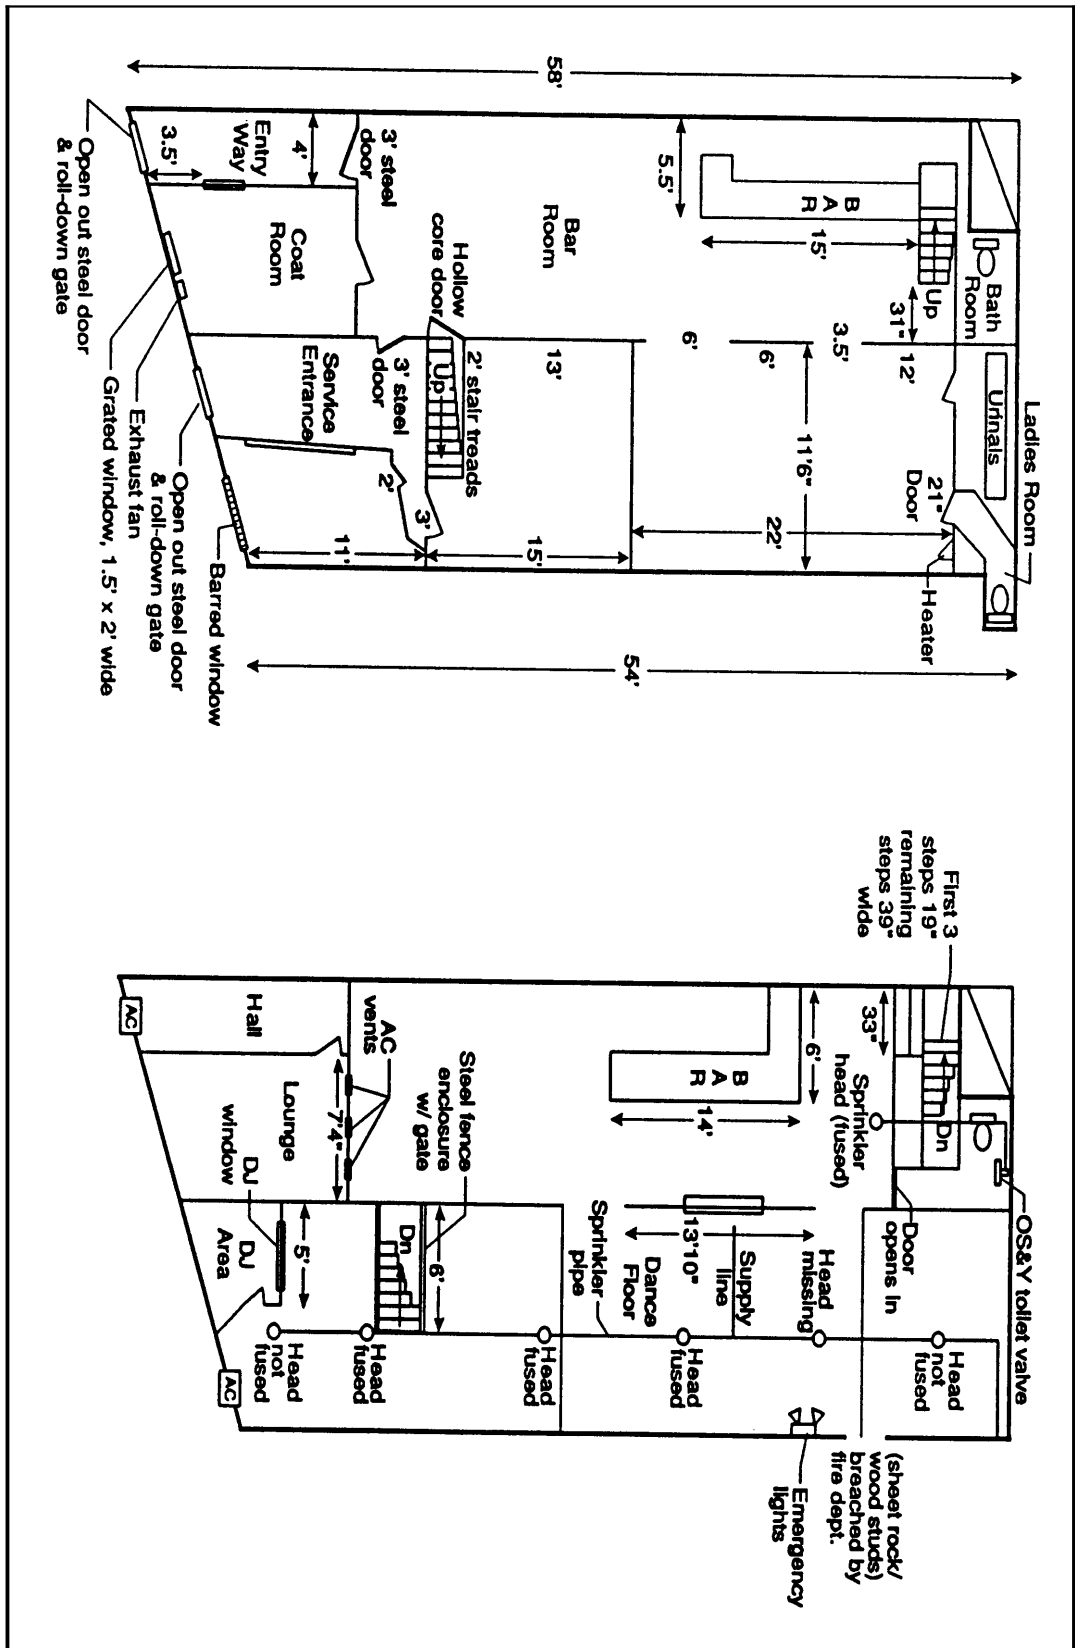 58'
Entry
Way
4'
3.5'
3' steel
door
Open out steel door
& roll-down gate
Coat
Room
Bar
Room
5.5'
B
A
R
15'
Up
31"
Bath
Room
Hollow
core door
Up
2' stair treads
13'
6'
6'
3.5'
12'
Urinals
Ladies Room
Service
Entrance
3' steel
door
2'
3'
11'6"
21"
Door
22'
15'
11'
Heater
Grated window, 1.5' x 2' wide
Exhaust fan
Open out steel door
& roll-down gate
Barred window
54'
First 3
steps 19"
remaining
steps 39"
wide
AC
Hall
AC
vents
Lounge
7'4"
Steel fence
enclosure
w/ gate
B
A
R
14'
6'
33"
Sprinkler
head (fused)
Dn
OS&Y toilet valve
Door
opens in
DJ
window
DJ
Area
5'
Dn
6'
Sprinkler
pipe
Dance
Floor
13'10"
Supply
line
Head
missing
Head
not
fused
Head
fused
Head
fused
Head
fused
Head
not
fused
AC
Emergency
lights
(sheet rock/
wood studs)
breached by
fire dept.